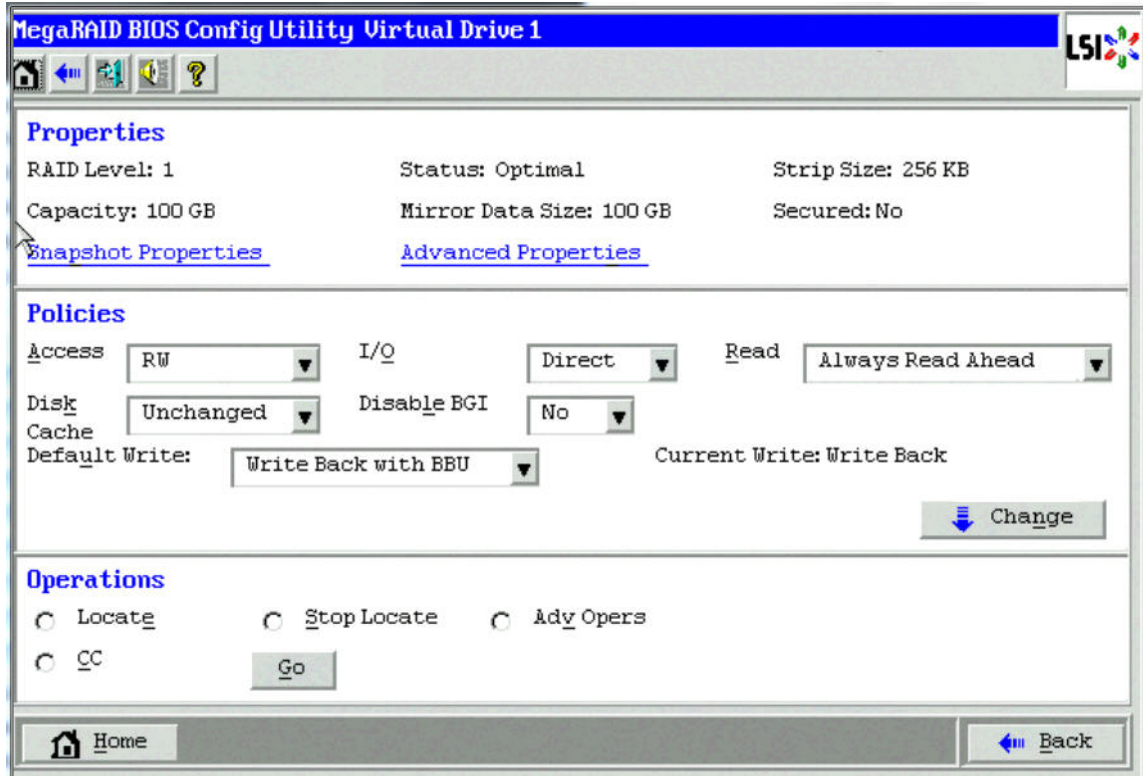 MegaRAID BIOS Config Utility Virtual Drive 1
LSI
Properties
RAID Level: 1 Status: Optimal Strip Size: 256 KB
Capacity: 100 GB Mirror Data Size: 100 GB Secured: No
Snapshot Properties Advanced Properties
Policies
Access RW I/O Direct Read Always Read Ahead
Disk Cache Unchanged Disable BGI No
Default Write: Write Back with BBU Current Write: Write Back
Change
Operations
Locate Stop Locate Adv Opers
CC Go
Home Back